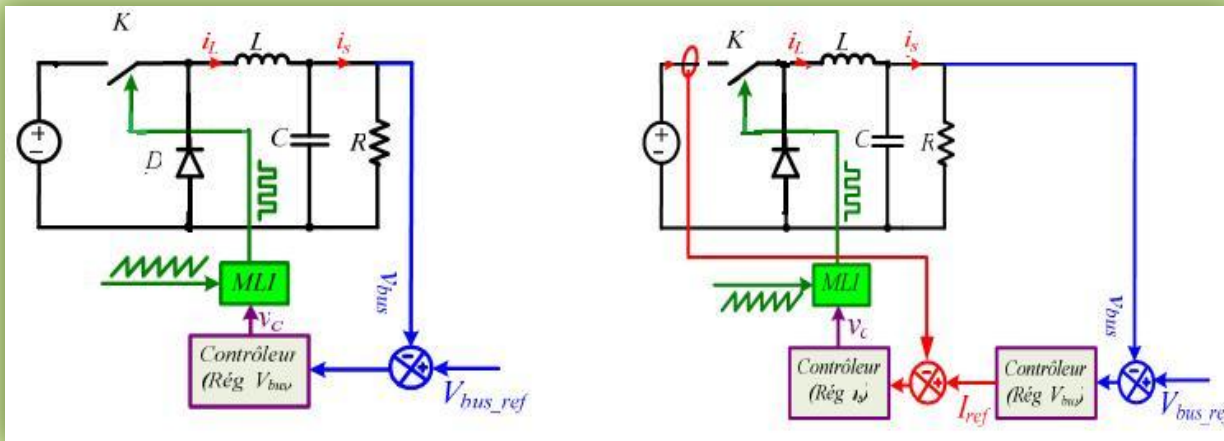 K
i_L
L
i_s
+
−
D
C
R
MLI
v_C
V_bus
Contrôleur
(Rég V_bus)
−
+
V_bus_ref
K
i_L
L
i_s
+
−
C
R
MLI
v_c
V_bus
Contrôleur
(Rég i_s)
−
+
I_ref
Contrôleur
(Rég V_bus)
−
+
V_bus_re